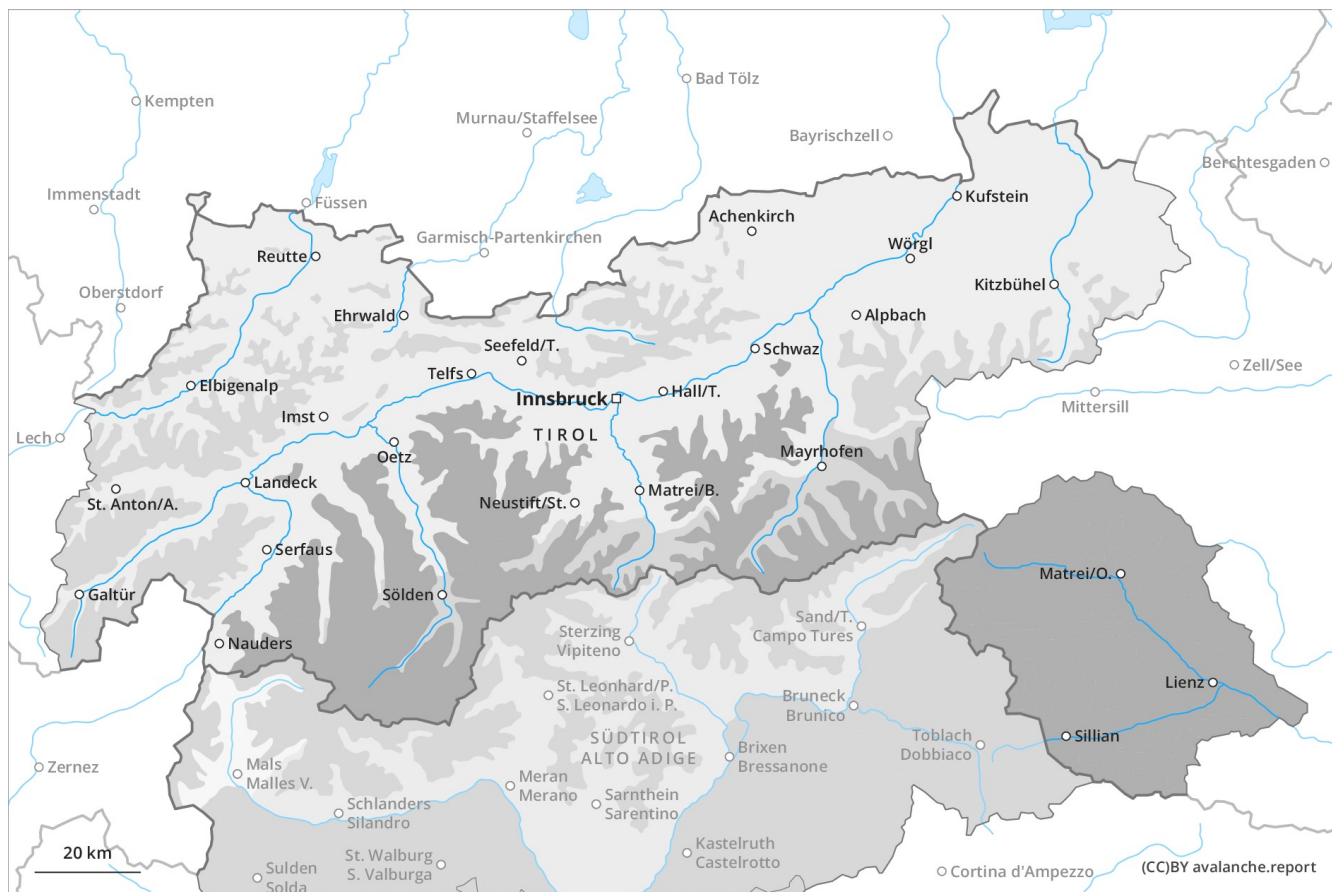 Kempten
Bad Tölz
Murnau/Staffelsee
Bayrischzell
Berchtesgaden
Immenstadt
Füssen
Kufstein
Achenkirch
Garmisch-Partenkirchen
Wörgl
Reutte
Oberstdorf
Kitzbühel
Ehrwald
Alpbach
Seefeld/T.
Schwaz
Zell/See
Telfs
Elbigenalp
Innsbruck
Hall/T.
Mittersill
Imst
Lech
TIROL
Oetz
Mayrhofen
Landeck
St. Anton/A.
Neustift/St.
Matrei/B.
Serfaus
Matrei/O.
Galtür
Sölden
Sand/T.
Campo Tures
Sterzing
Vipiteno
Nauders
Lienz
St. Leonhard/P.
S. Leonardo i. P.
Bruneck
Brunico
Sillian
SÜDTIROL
ALTO ADIGE
Toblach
Dobbiaco
Brixen
Bressanone
Zernez
Mals
Malles V.
Meran
Merano
Sarnthein
Sarentino
Schlanders
Silandro
Kastelruth
Castelrotto
20 km
St. Walburg
S. Valburga
Sulden
Solda
Cortina d'Ampezzo
(CC)BY avalanche.report